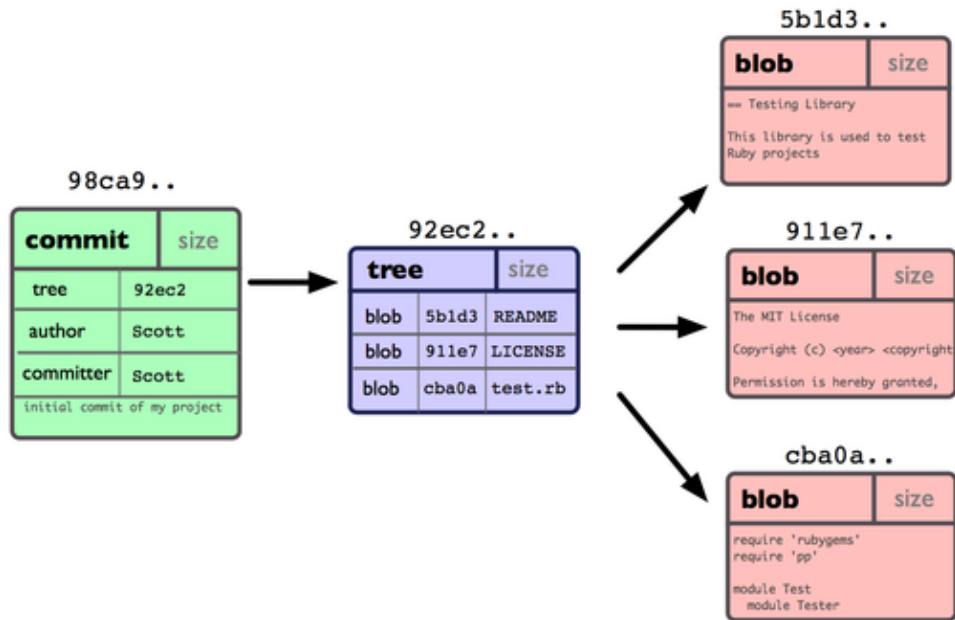 98ca9..
commit size
tree 92ec2
author Scott
committer Scott
initial commit of my project
92ec2..
tree size
blob 5b1d3 README
blob 911e7 LICENSE
blob cba0a test.rb
5b1d3..
blob size
== Testing Library
This library is used to test
Ruby projects
911e7..
blob size
The MIT License
Copyright (c) <year> <copyright
Permission is hereby granted,
cba0a..
blob size
require 'rubygems'
require 'pp'
module Test
module Tester